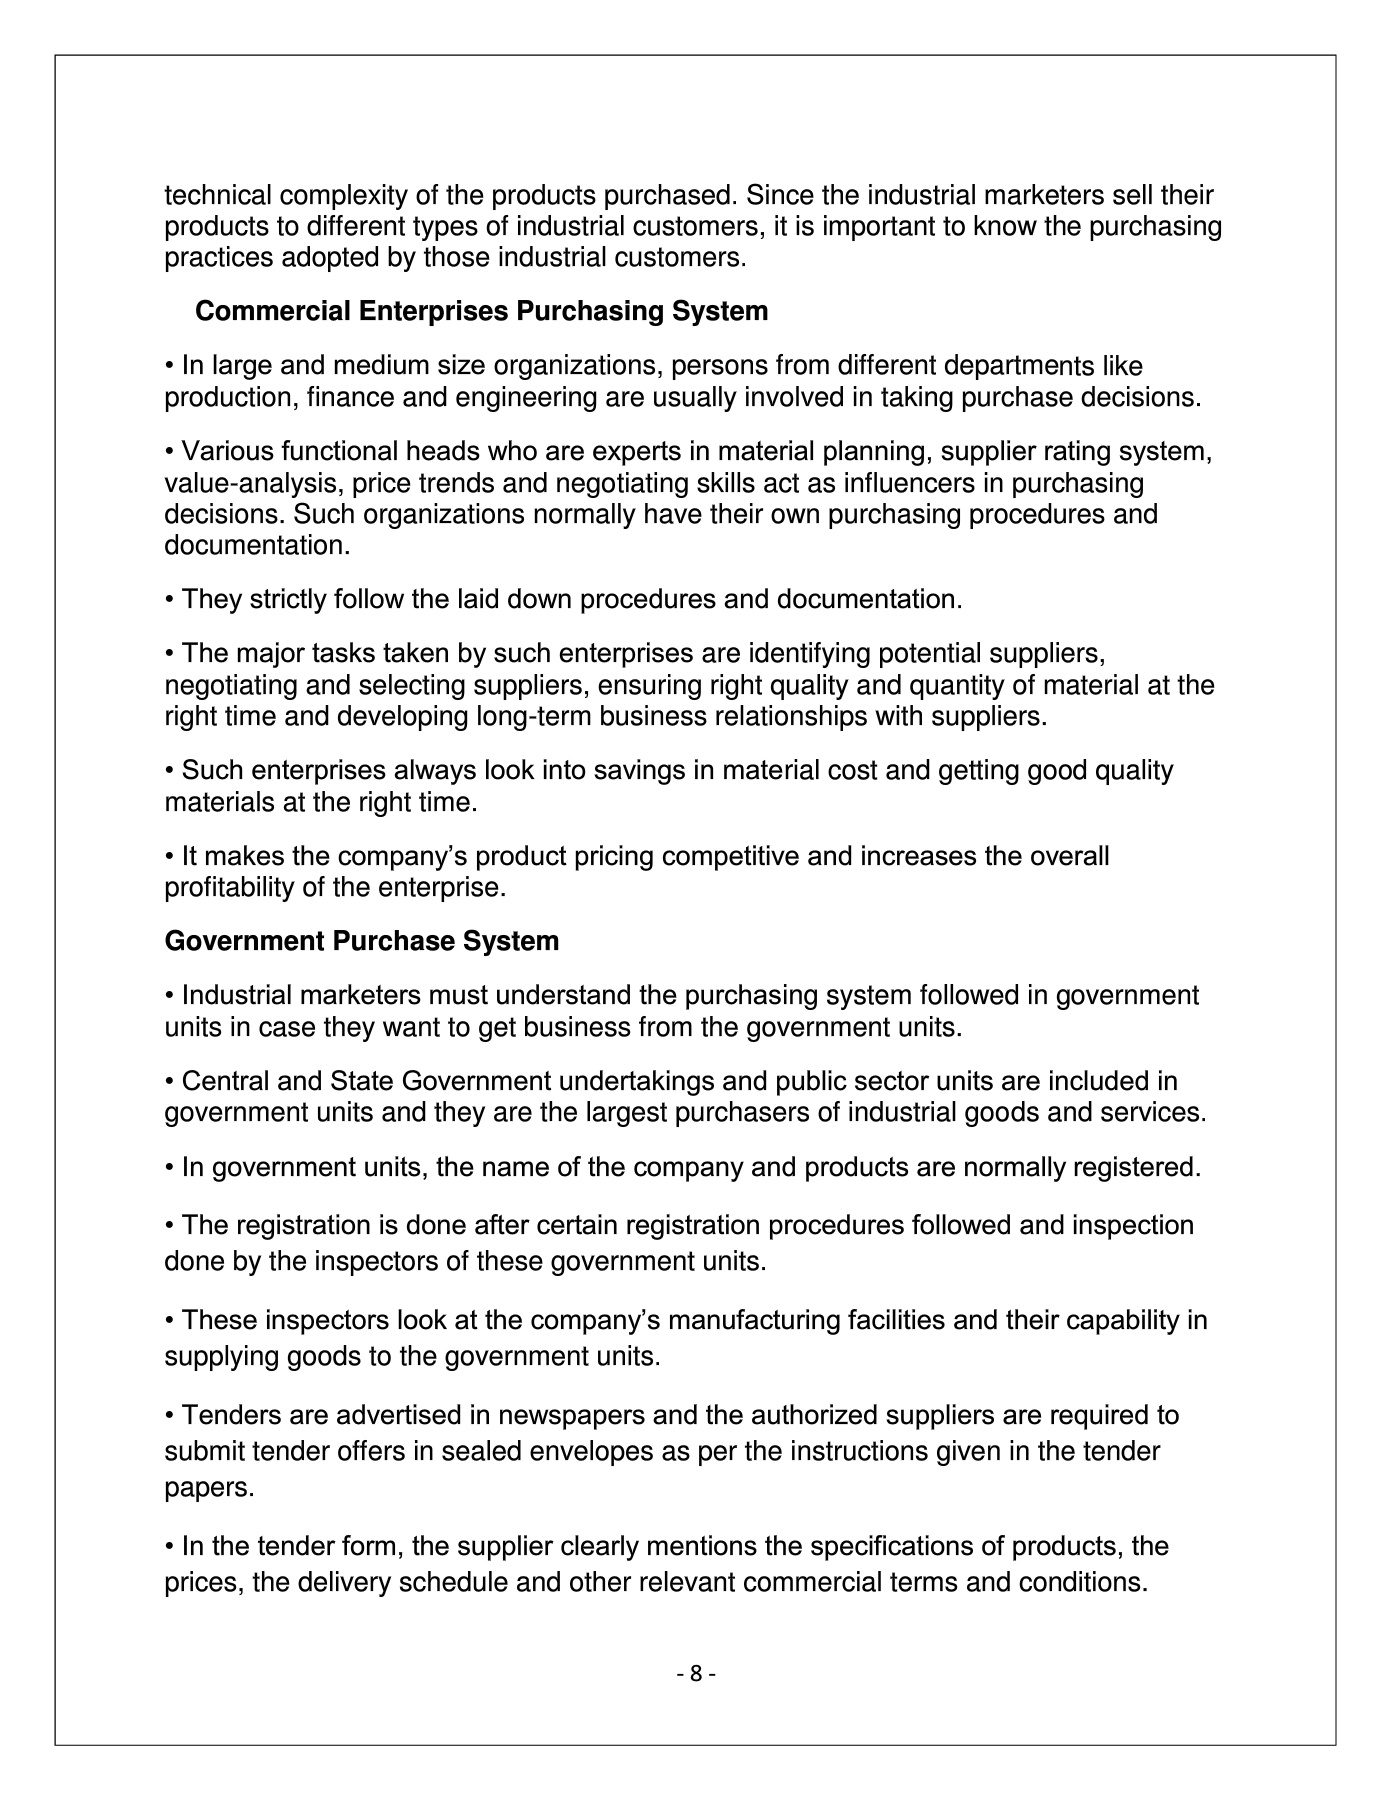 technical complexity of the products purchased. Since the industrial marketers sell their
products to different types of industrial customers, it is important to know the purchasing
practices adopted by those industrial customers.
Commercial Enterprises Purchasing System
• In large and medium size organizations, persons from different departments like
production, finance and engineering are usually involved in taking purchase decisions.
• Various functional heads who are experts in material planning, supplier rating system,
value-analysis, price trends and negotiating skills act as influencers in purchasing
decisions. Such organizations normally have their own purchasing procedures and
documentation.
• They strictly follow the laid down procedures and documentation.
• The major tasks taken by such enterprises are identifying potential suppliers,
negotiating and selecting suppliers, ensuring right quality and quantity of material at the
right time and developing long-term business relationships with suppliers.
• Such enterprises always look into savings in material cost and getting good quality
materials at the right time.
• It makes the company’s product pricing competitive and increases the overall
profitability of the enterprise.
Government Purchase System
• Industrial marketers must understand the purchasing system followed in government
units in case they want to get business from the government units.
• Central and State Government undertakings and public sector units are included in
government units and they are the largest purchasers of industrial goods and services.
• In government units, the name of the company and products are normally registered.
• The registration is done after certain registration procedures followed and inspection
done by the inspectors of these government units.
• These inspectors look at the company’s manufacturing facilities and their capability in
supplying goods to the government units.
• Tenders are advertised in newspapers and the authorized suppliers are required to
submit tender offers in sealed envelopes as per the instructions given in the tender
papers.
• In the tender form, the supplier clearly mentions the specifications of products, the
prices, the delivery schedule and other relevant commercial terms and conditions.
- 8 -